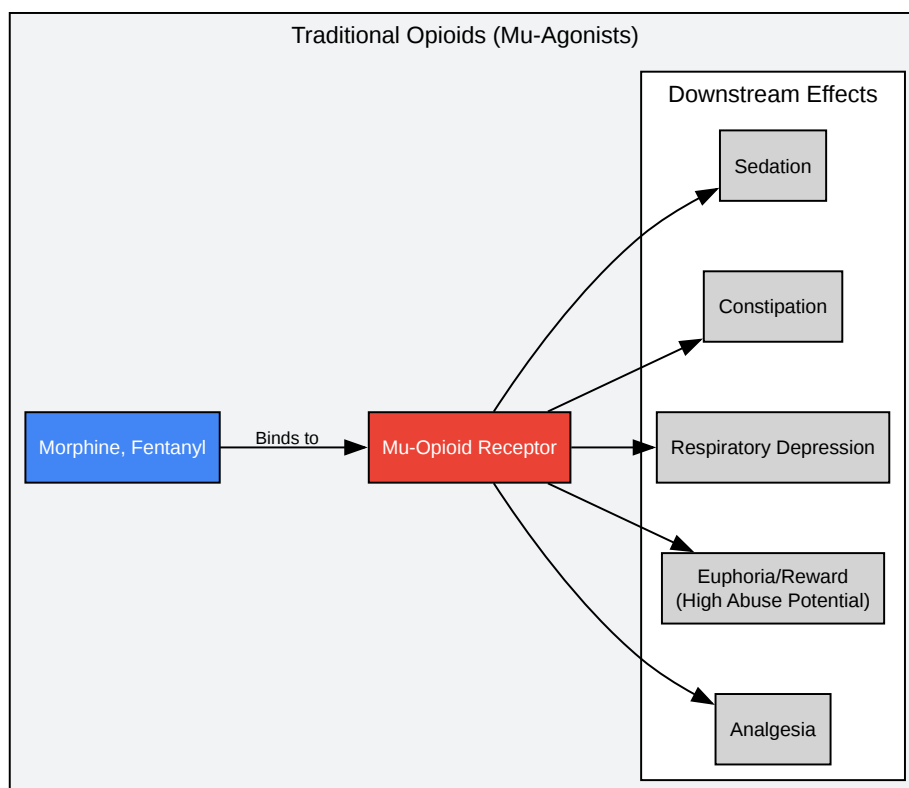 Traditional Opioids (Mu-Agonists)
Downstream Effects
Sedation
Constipation
Morphine, Fentanyl
Binds to
Mu-Opioid Receptor
Respiratory Depression
Euphoria/Reward
(High Abuse Potential)
Analgesia